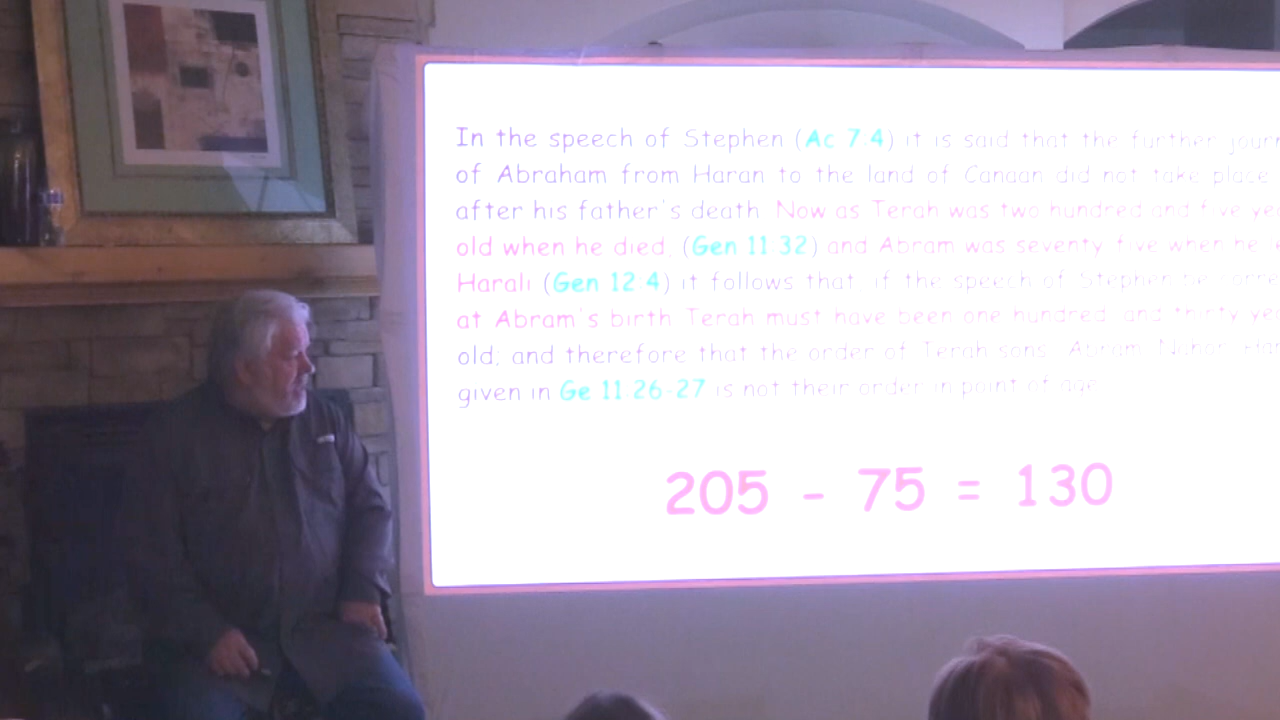 In the speech of Stephen (Ac 7:4) it is said that the further
of Abraham from Haran to the land of Canaan did not take place
after his father's death. Now as Terah was two hundred and five
old when he died, (Gen 11:32) and Abram was seventy five when he
Harali (Gen 12:4) it follows that if the speech of Stephen be
at Abram's birth Terah must have been one hundred and thirty
old; and therefore that the order of Terah sons Abram Nahor
given in Ge 11:26-27 is not their order in point of age.
205 - 75 = 130